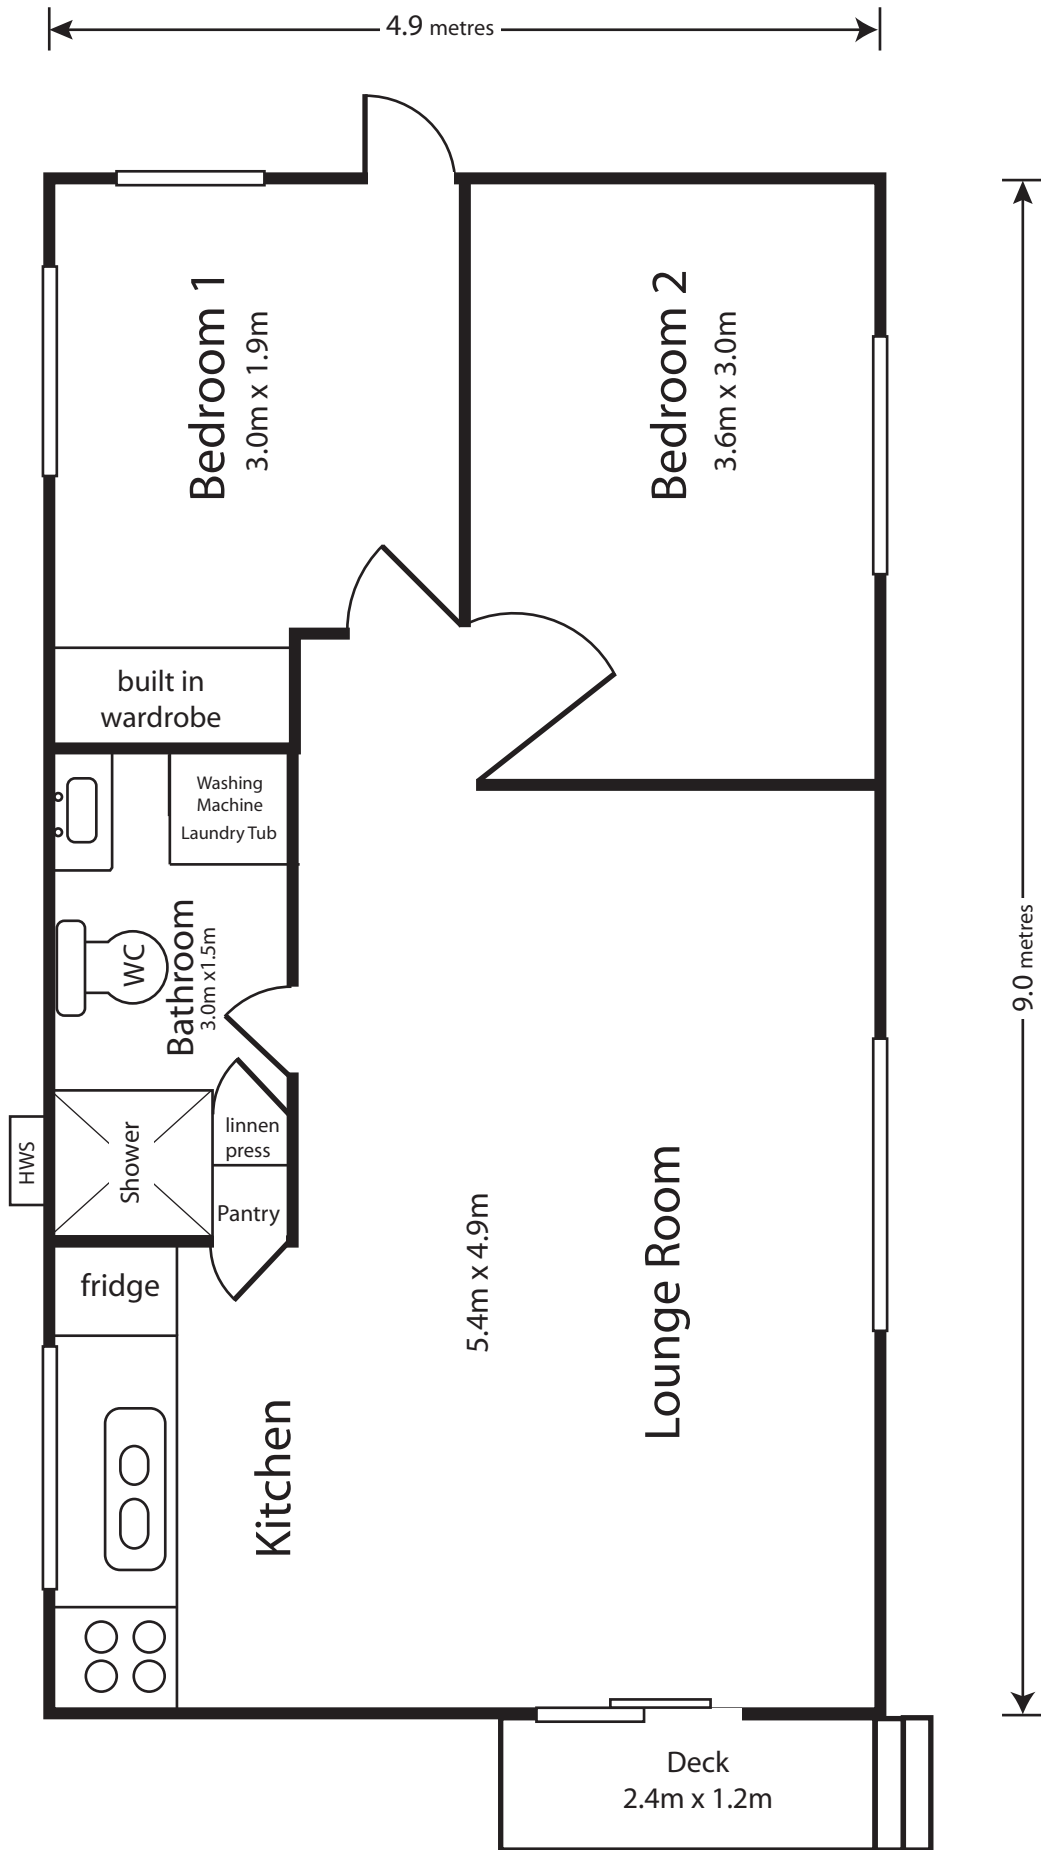 4.9 metres
Bedroom 1
3.0m x 1.9m
Bedroom 2
3.6m x 3.0m
built in
wardrobe
Washing
Machine
Laundry Tub
WC
Bathroom
3.0m x1.5m
9.0 metres
HWS
Shower
linnen
press
Pantry
fridge
5.4m x 4.9m
Lounge Room
Kitchen
Deck
2.4m x 1.2m